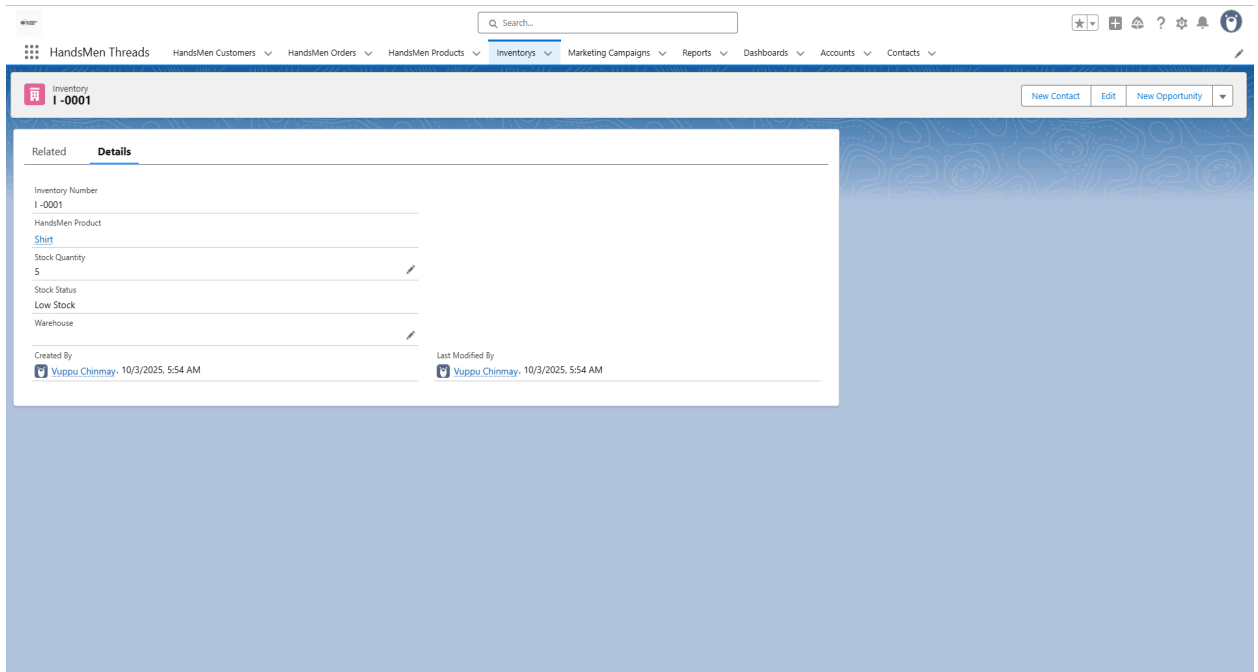 Search...
HandsMen Threads HandsMen Customers HandsMen Orders HandsMen Products Inventorys Marketing Campaigns Reports Dashboards Accounts Contacts
Inventory
I -0001
New Contact Edit New Opportunity
Related Details
Inventory Number
I -0001
HandsMen Product
Shirt
Stock Quantity
5
Stock Status
Low Stock
Warehouse
Created By
Vuppu Chinmay, 10/3/2025, 5:54 AM
Last Modified By
Vuppu Chinmay, 10/3/2025, 5:54 AM